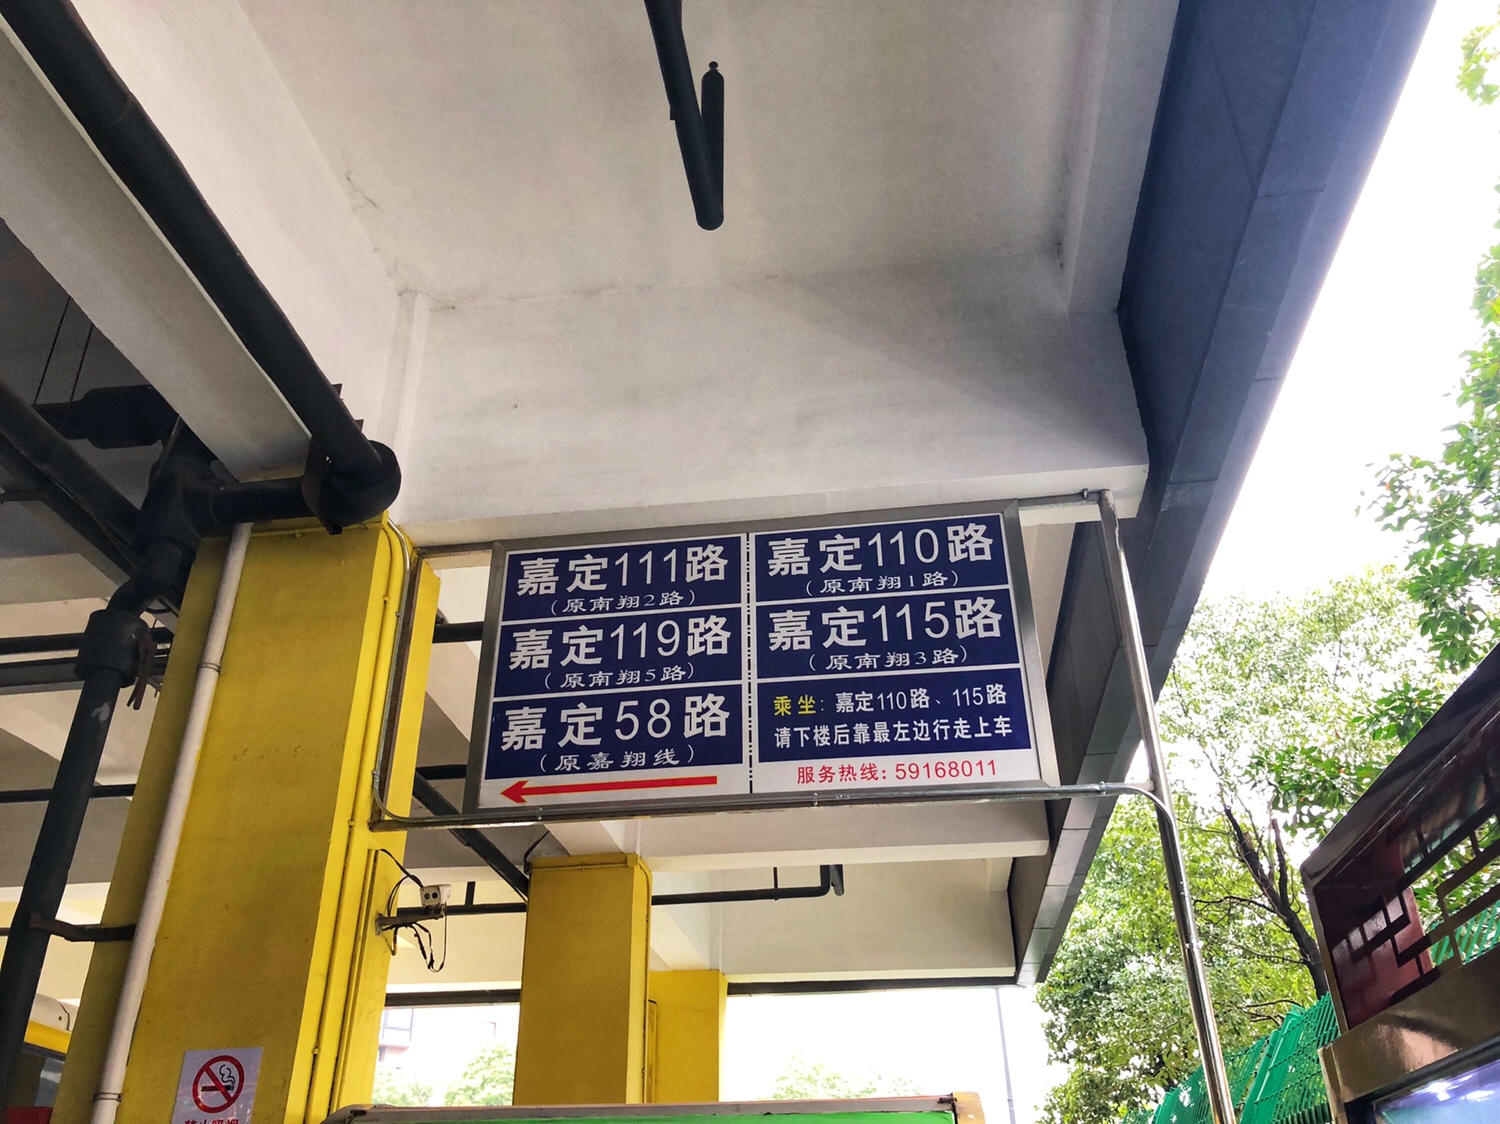 嘉定111路
（原南翔2路）
嘉定119路
（原南翔5路）
嘉定58路
（原嘉翔线）
嘉定110路
（原南翔1路）
嘉定115路
（原南翔3路）
乘坐：嘉定110路、115路
请下楼后靠最左边行走上车
服务热线：59168011